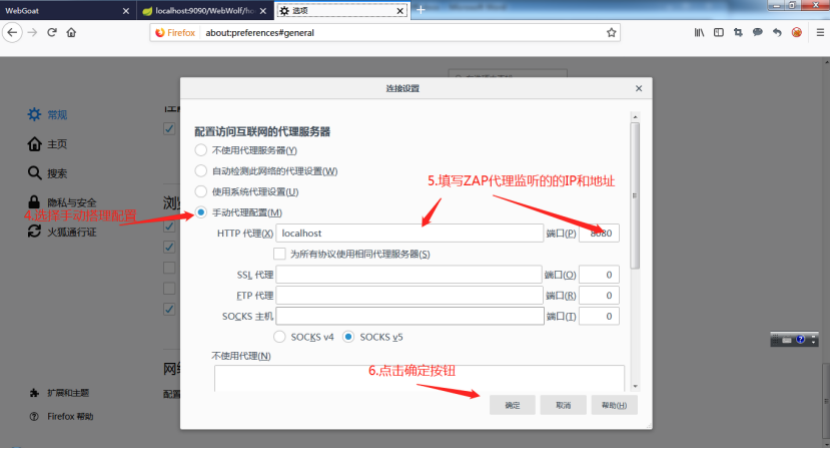 WebGoat
localhost:9090/WebWolf/ho
选项
Firefox about:preferences#general
连接设置
常规
主页
搜索
隐私与安全
火狐通行证
4.选择手动搭理配置
配置访问互联网的代理服务器
不使用代理服务器(Y)
自动检测此网络的代理设置(W)
使用系统代理设置(U)
5.填写ZAP代理监听的的IP和地址
手动代理配置(M)
HTTP 代理(X) localhost 端口(P) 8080
为所有协议使用相同代理服务器(S)
SSL 代理 端口(O) 0
FTP 代理 端口(R) 0
SOCKS 主机 端口(T) 0
SOCKS v4 SOCKS v5
不使用代理(N)
6.点击确定按钮
确定 取消 帮助(H)
浏
网络
配置
扩展和主题
Firefox 帮助